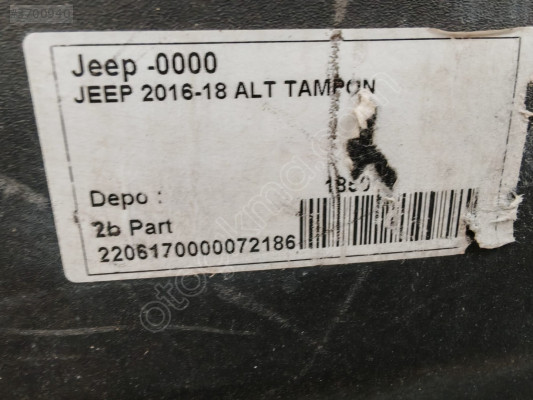 Jeep -0000
JEEP 2016-18 ALT TAMPON
Depo :
2b Part
2206170000072186